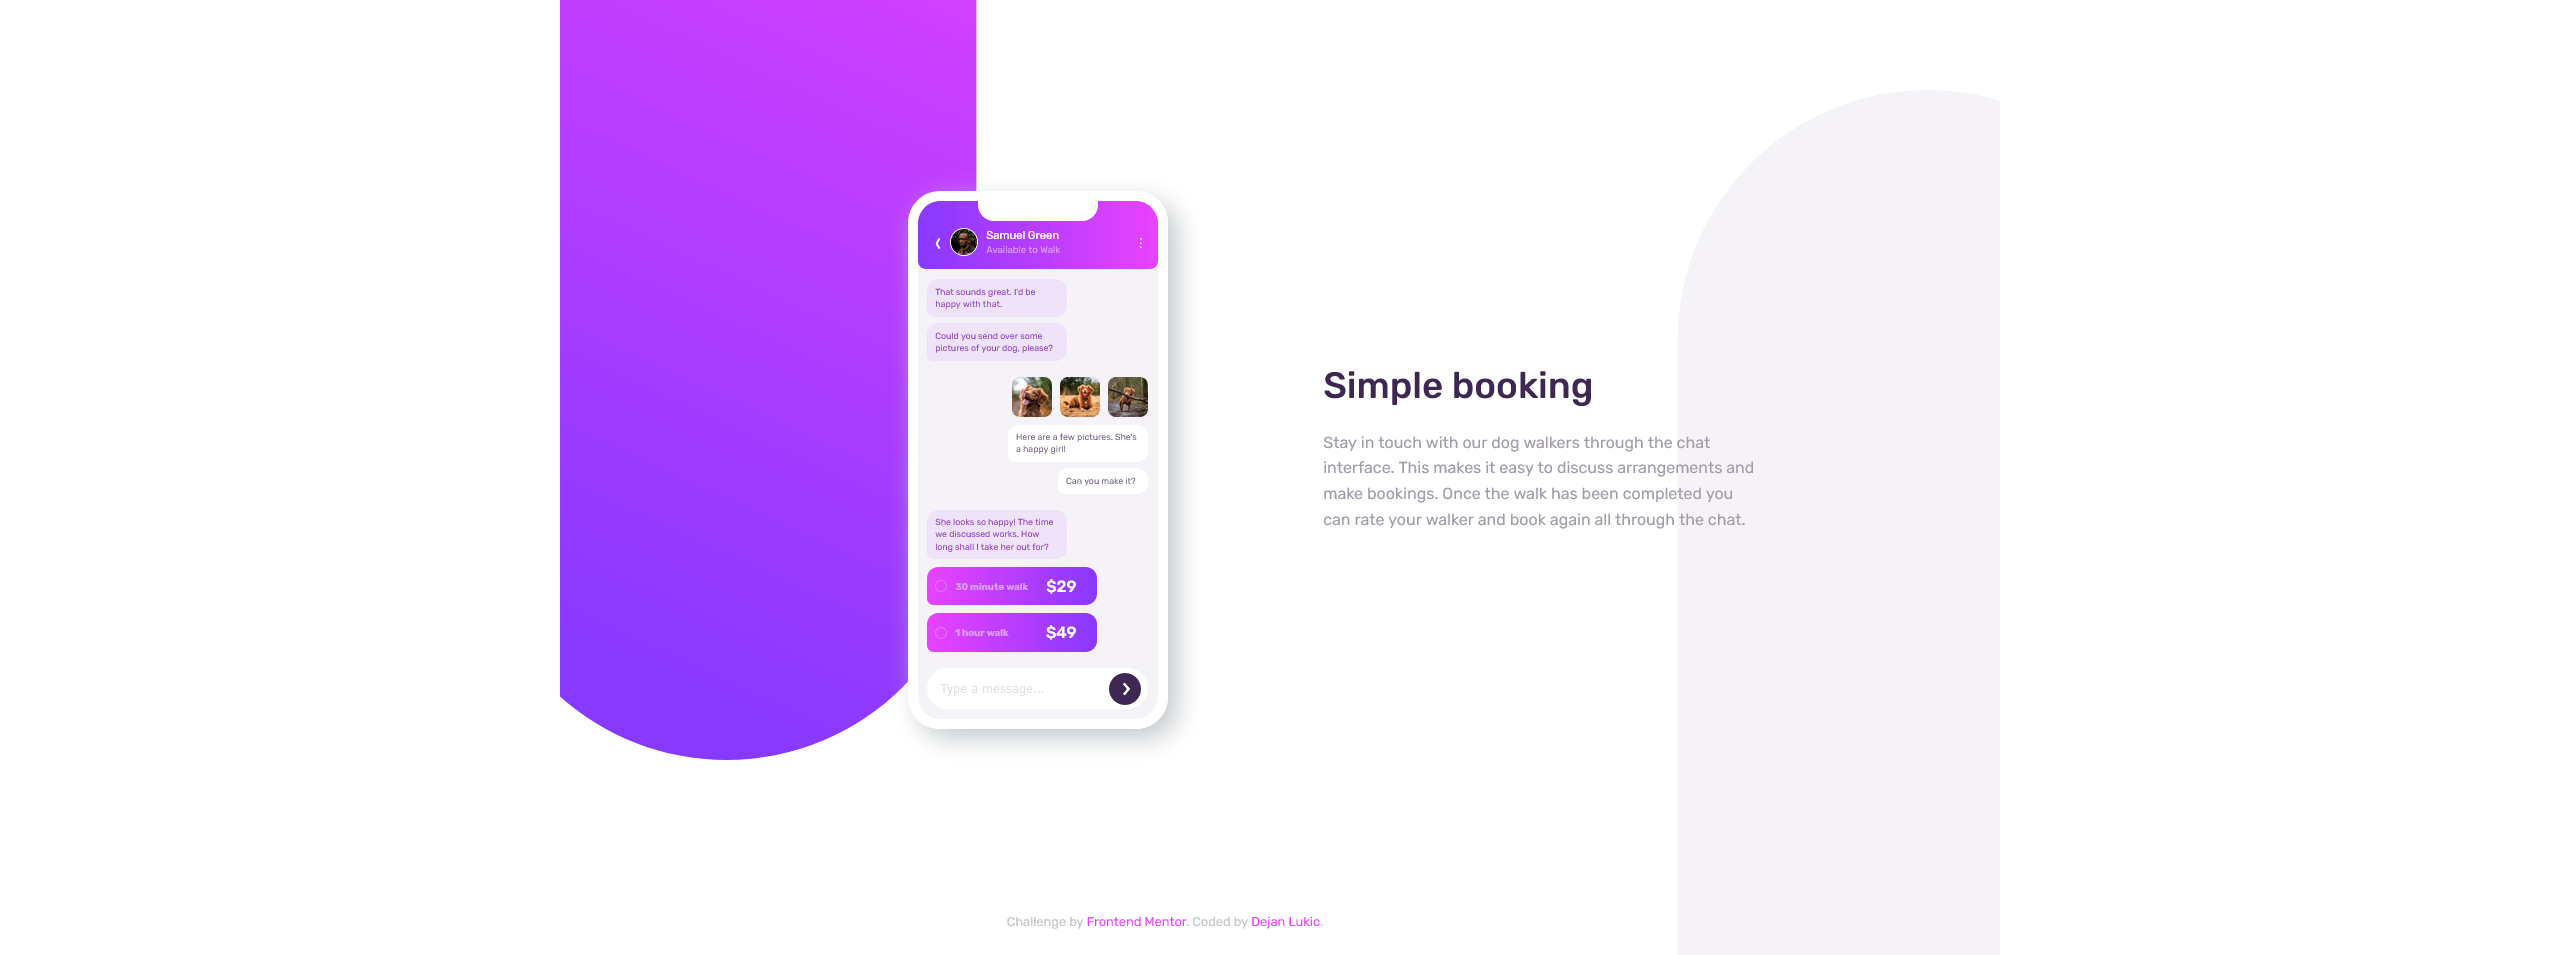 Samuel Green
Available to Walk
That sounds great. I'd be
happy with that.
Could you send over some
pictures of your dog, please?
Here are a few pictures. She's
a happy girl!
Can you make it?
She looks so happy! The time
we discussed works. How
long shall I take her out for?
30 minute walk $29
1 hour walk $49
Type a message...
Simple booking
Stay in touch with our dog walkers through the chat
interface. This makes it easy to discuss arrangements and
make bookings. Once the walk has been completed you
can rate your walker and book again all through the chat.
Challenge by Frontend Mentor. Coded by Dejan Lukic.